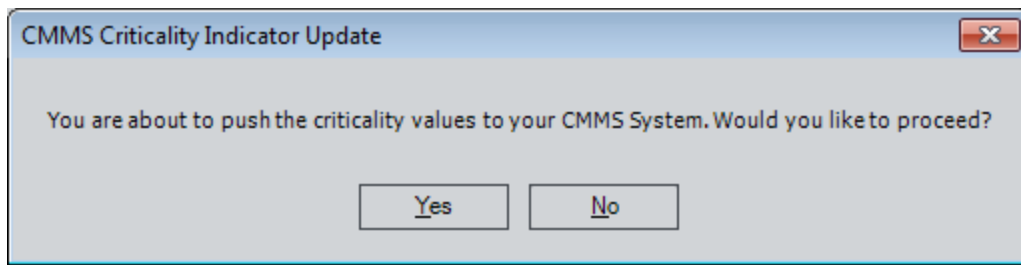 CMMS Criticality Indicator Update
You are about to push the criticality values to your CMMS System. Would you like to proceed?
Yes No